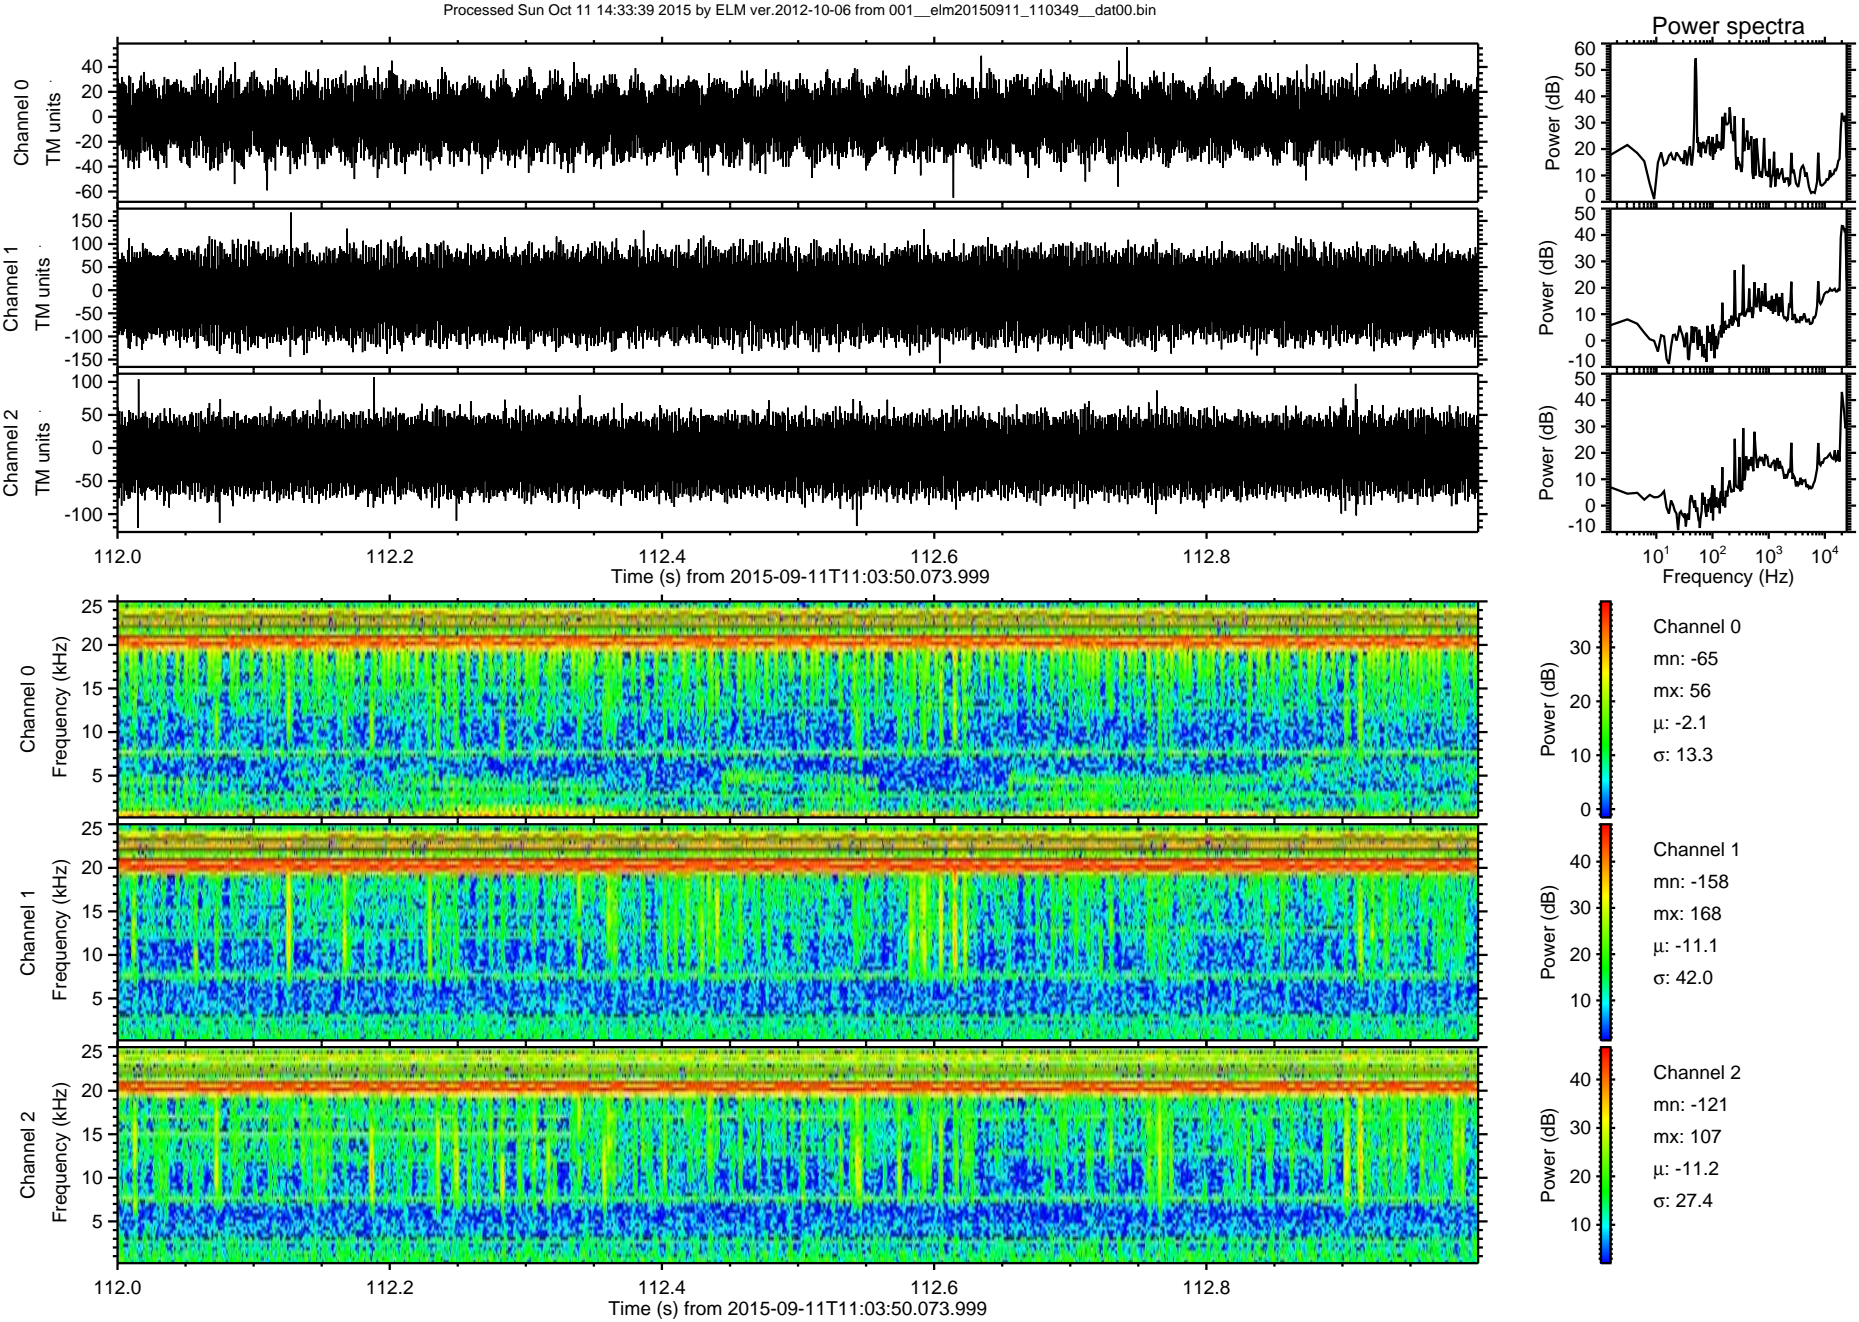 Processed Sun Oct 11 14:33:39 2015 by ELM ver.2012-10-06 from 001__elm20150911_110349__dat00.bin
Power spectra
Channel 0
TM units
40
20
0
-20
-40
-60
Power (dB)
60
50
40
30
20
10
0
Channel 1
TM units
150
100
50
0
-50
-100
-150
Power (dB)
50
40
30
20
10
0
-10
Channel 2
TM units
100
50
0
-50
-100
Power (dB)
50
40
30
20
10
0
-10
112.0 112.2 112.4 112.6 112.8
Time (s) from 2015-09-11T11:03:50.073.999
10¹ 10² 10³ 10⁴
Frequency (Hz)
Channel 0
Frequency (kHz)
25
20
15
10
5
Power (dB)
30
20
10
0
Channel 0
mn: -65
mx: 56
μ: -2.1
σ: 13.3
Channel 1
Frequency (kHz)
25
20
15
10
5
Power (dB)
40
30
20
10
Channel 1
mn: -158
mx: 168
μ: -11.1
σ: 42.0
Channel 2
Frequency (kHz)
25
20
15
10
5
Power (dB)
40
30
20
10
Channel 2
mn: -121
mx: 107
μ: -11.2
σ: 27.4
112.0 112.2 112.4 112.6 112.8
Time (s) from 2015-09-11T11:03:50.073.999